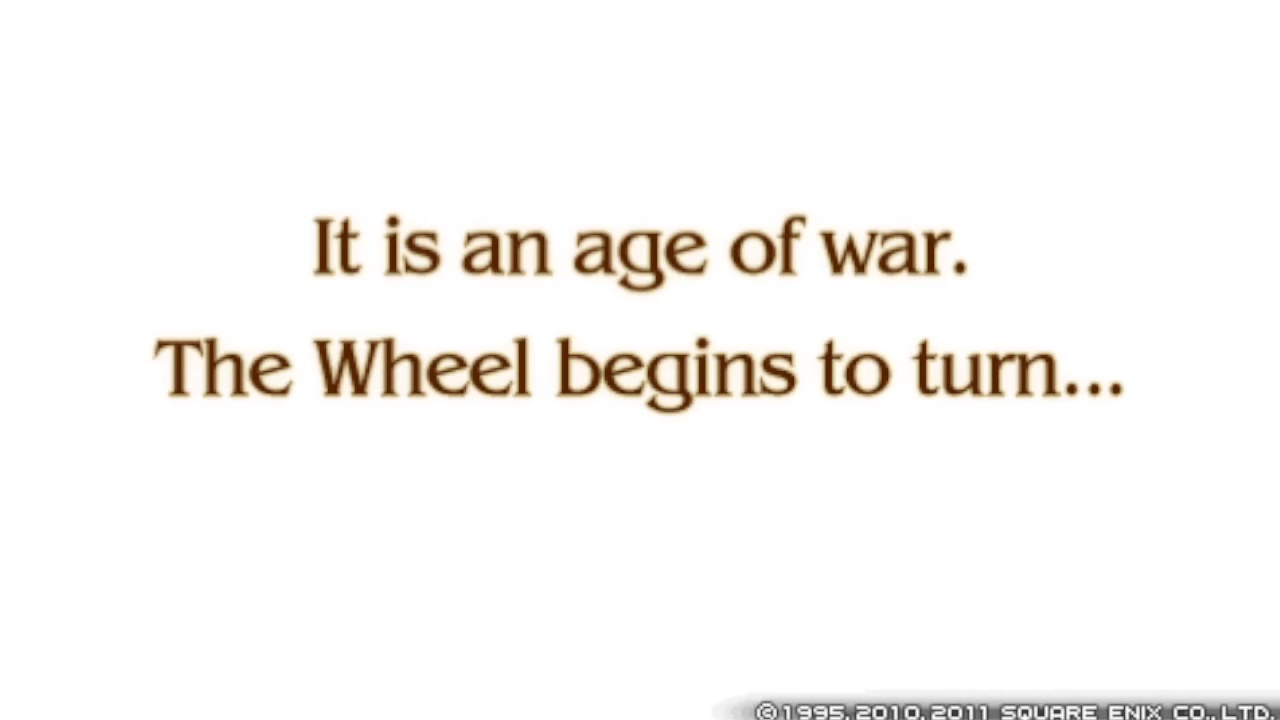 It is an age of war.
The Wheel begins to turn...
©1995,2010,2011 SQUARE ENIX CO., LTD.